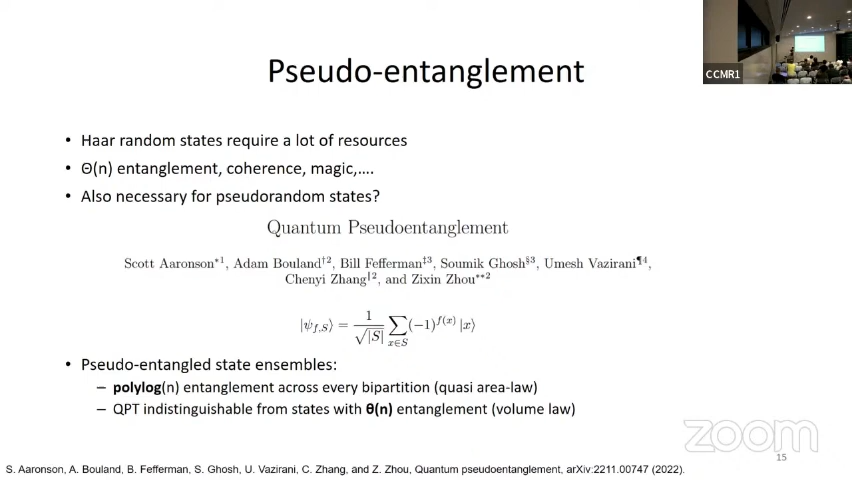 CCMR1
Pseudo-entanglement
• Haar random states require a lot of resources
• Θ(n) entanglement, coherence, magic,....
• Also necessary for pseudorandom states?
Quantum Pseudoentanglement
Scott Aaronson*1, Adam Bouland†2, Bill Fefferman‡3, Soumik Ghosh§3, Umesh Vazirani¶4,
Chenyi Zhang‖2, and Zixin Zhou**2
|ψ_{f,S}⟩ = 1/√|S| ∑_{x∈S} (−1)^{f(x)} |x⟩
• Pseudo-entangled state ensembles:
– polylog(n) entanglement across every bipartition (quasi area-law)
– QPT indistinguishable from states with θ(n) entanglement (volume law)
zoom
15
S. Aaronson, A. Bouland, B. Fefferman, S. Ghosh, U. Vazirani, C. Zhang, and Z. Zhou, Quantum pseudoentanglement, arXiv:2211.00747 (2022).